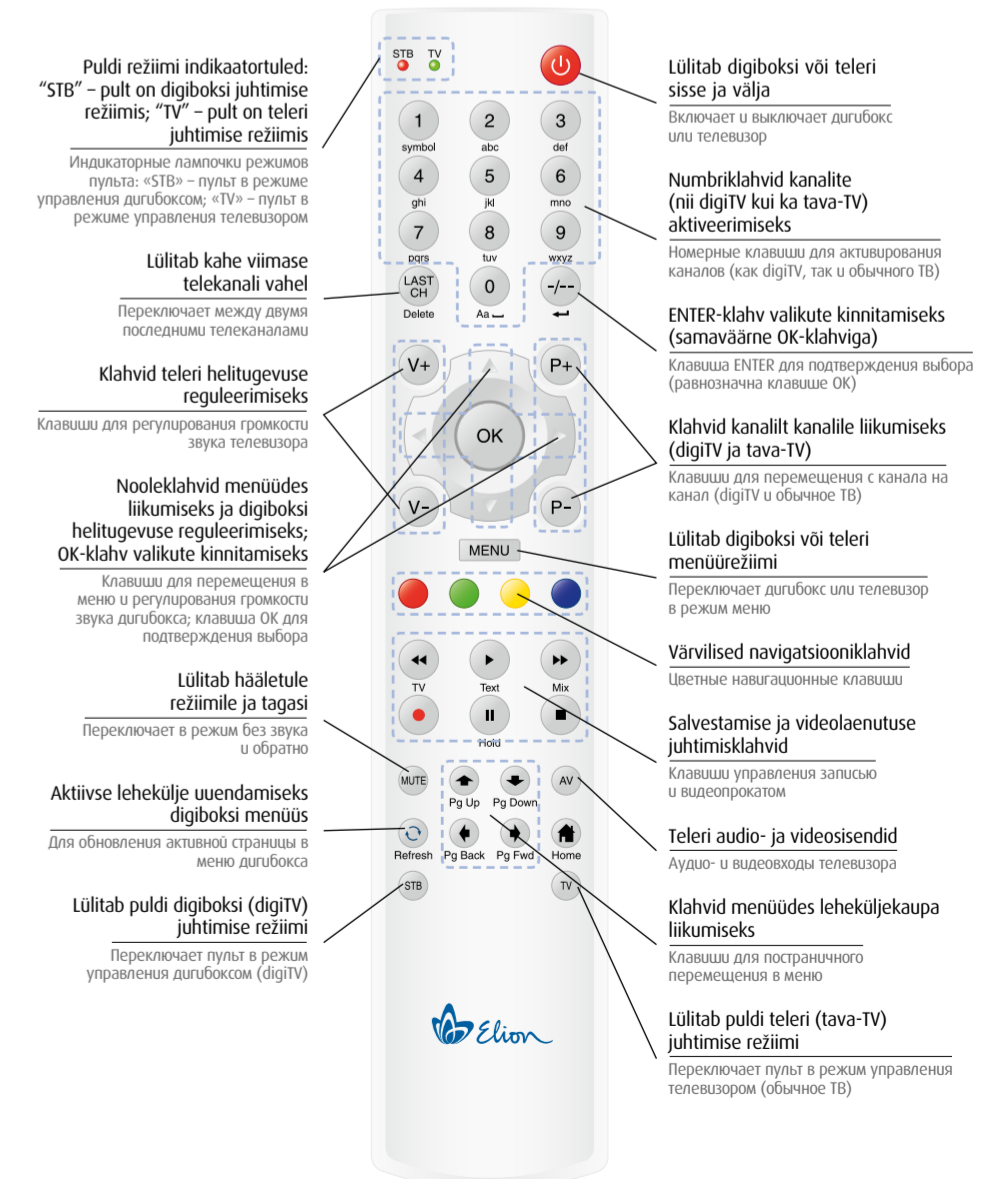 Puldi režiimi indikaatortuled:
“STB” – pult on digiboksi juhtimise
režiimis; “TV” – pult on teleri
juhtimise režiimis
Индикаторные лампочки режимов
пульта: «STB» – пульт в режиме
управления дигибоксом; «TV» – пульт в
режиме управления телевизором
Lülitab kahe viimase
telekanali vahel
Переключает между двумя
последними телеканалами
Klahvid teleri helitugevuse
reguleerimiseks
Клавиши для регулирования громкости
звука телевизора
Nooleklahvid menüüdes
liikumiseks ja digiboksi
helitugevuse reguleerimiseks;
OK-klahv valikute kinnitamiseks
Клавиши для перемещения в
меню и регулирования громкости
звука дигибокса; клавиша ОК для
подтверждения выбора
Lülitab hääletule
režiimile ja tagasi
Переключает в режим без звука
и обратно
Aktiivse lehekülje uuendamiseks
digiboksi menüüs
Для обновления активной страницы в
меню дигибокса
Lülitab puldi digiboksi (digiTV)
juhtimise režiimi
Переключает пульт в режим
управления дигибоксом (digiTV)
STB TV
1 2 3
symbol abc def
4 5 6
ghi jkl mno
7 8 9
pqrs tuv wxyz
LAST CH 0 -/--
Delete Aa
V+ P+
OK
V- P-
MENU
TV Text Mix
Hold
MUTE AV
Pg Up Pg Down
Refresh Pg Back Pg Fwd Home
STB TV
Elion
Lülitab digiboksi või teleri
sisse ja välja
Включает и выключает дигибокс
или телевизор
Numbriklahvid kanalite
(nii digiTV kui ka tava-TV)
aktiveerimiseks
Номерные клавиши для активирования
каналов (как digiTV, так и обычного ТВ)
ENTER-klahv valikute kinnitamiseks
(samaväärne OK-klahviga)
Клавиша ENTER для подтверждения выбора
(равнозначна клавише ОК)
Klahvid kanalilt kanalile liikumiseks
(digiTV ja tava-TV)
Клавиши для перемещения с канала на
канал (digiTV и обычное ТВ)
Lülitab digiboksi või teleri
menüürežiimi
Переключает дигибокс или телевизор
в режим меню
Värvilised navigatsiooniklahvid
Цветные навигационные клавиши
Salvestamise ja videolaenutuse
juhtimisklahvid
Клавиши управления записью
и видеопрокатом
Teleri audio- ja videosisendid
Аудио- и видеовходы телевизора
Klahvid menüüdes leheküljekaupa
liikumiseks
Клавиши для постраничного
перемещения в меню
Lülitab puldi teleri (tava-TV)
juhtimise režiimi
Переключает пульт в режим управления
телевизором (обычное ТВ)